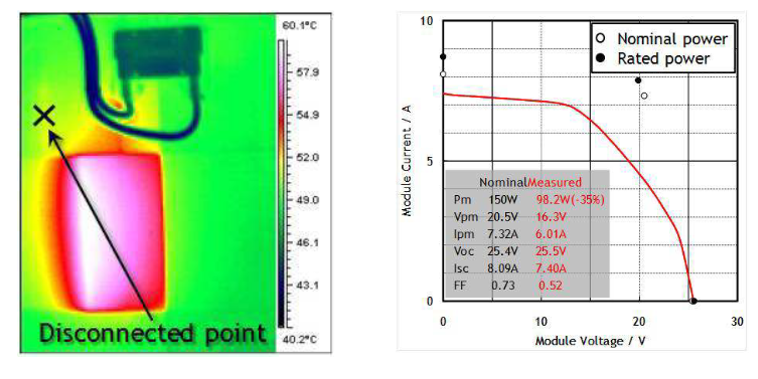 60.1°C
57.9
54.9
52.0
49.0
46.1
43.1
40.2°C
Disconnected point
10
5
0
Module Current / A
Nominal power
Rated power
Nominal Measured
Pm 150W 98.2W(-35%)
Vpm 20.5V 16.3V
Ipm 7.32A 6.01A
Voc 25.4V 25.5V
Isc 8.09A 7.40A
FF 0.73 0.52
0 10 20 30
Module Voltage / V